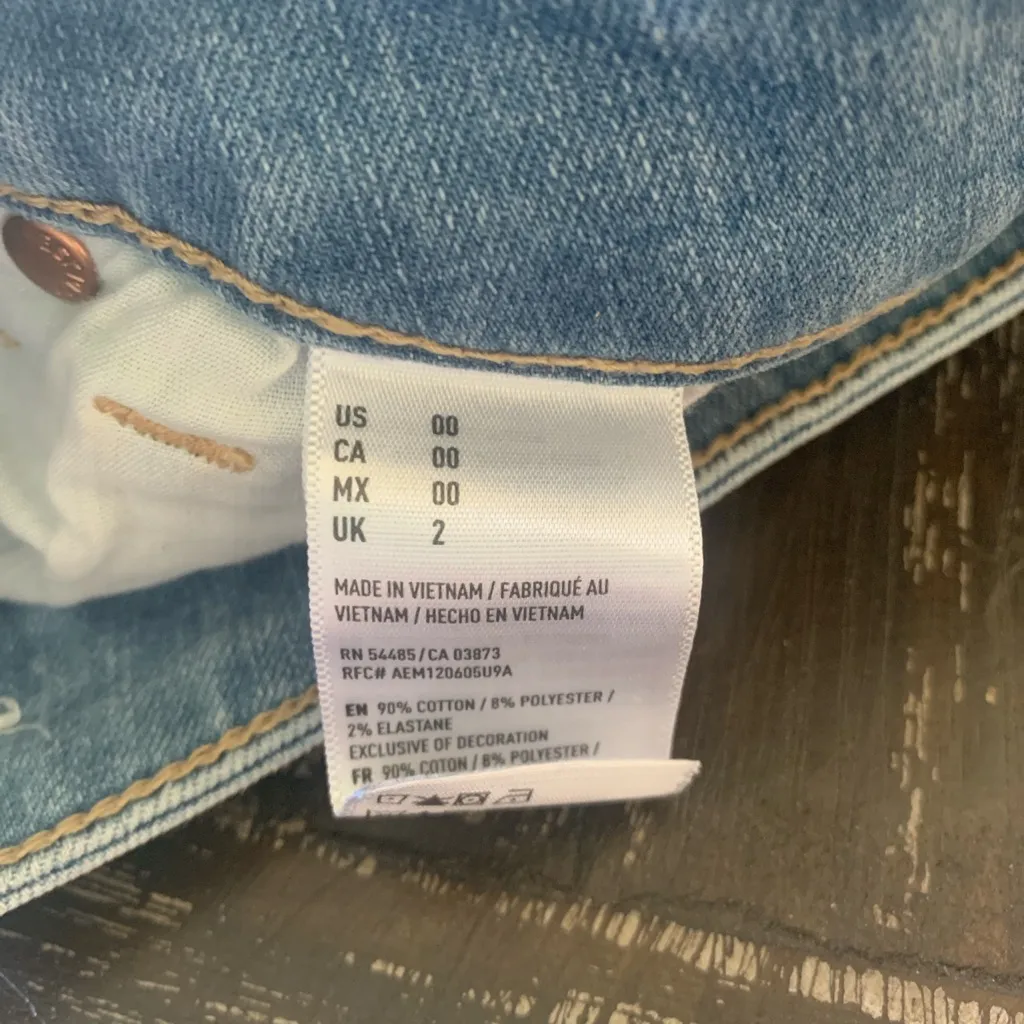 US 00
CA 00
MX 00
UK 2
MADE IN VIETNAM / FABRIQUÉ AU
VIETNAM / HECHO EN VIETNAM
RN 54485/CA 03873
RFC# AEM120605U9A
EN 90% COTTON / 8% POLYESTER /
2% ELASTANE
EXCLUSIVE OF DECORATION
FR 90% COTON / 8% POLYESTER /